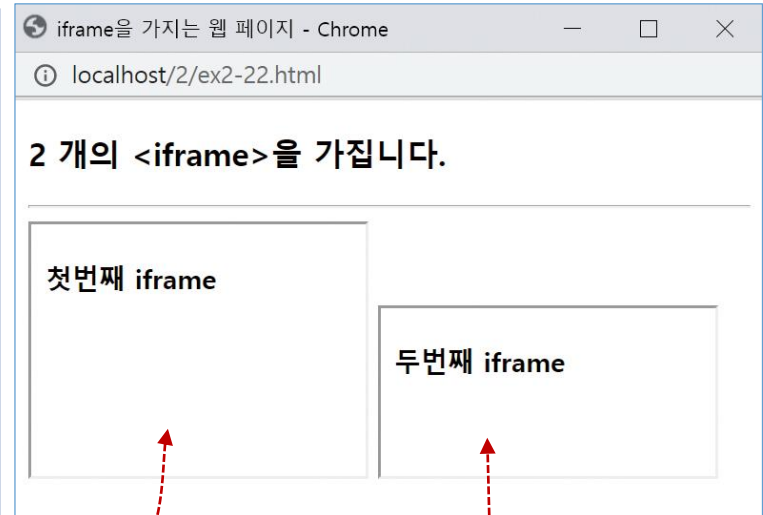 iframe을 가지는 웹 페이지 - Chrome
localhost/2/ex2-22.html
2 개의 <iframe>을 가집니다.
첫번째 iframe
두번째 iframe